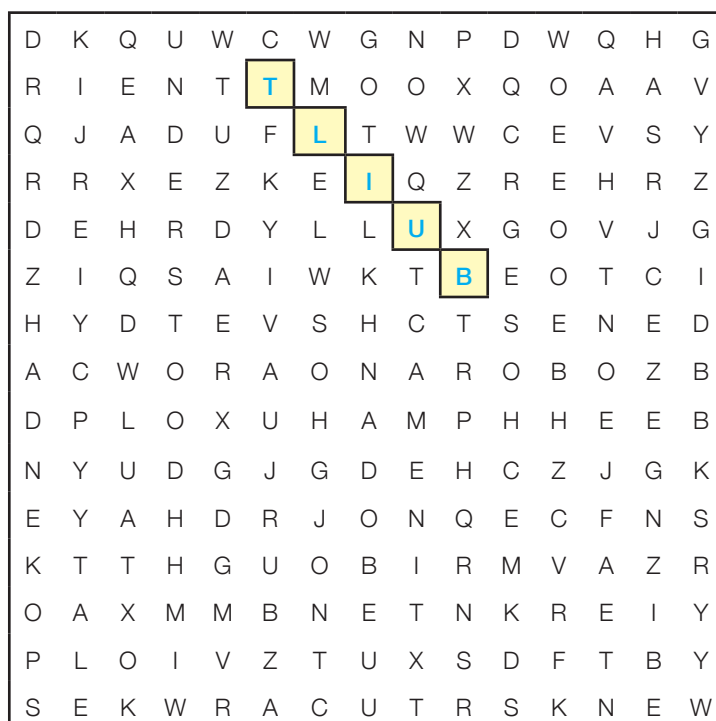 D K Q U W C W G N P D W Q H G
R I E N T T M O O X Q O A A V
Q J A D U F L T W W C E V S Y
R R X E Z K E I Q Z R E H R Z
D E H R D Y L L U X G O V J G
Z I Q S A I W K T B E O T C I
H Y D T E V S H C T S E N E D
A C W O R A O N A R O B O Z B
D P L O X U H A M P H H E E B
N Y U D G J G D E H C Z J G K
E Y A H D R J O N Q E C F N S
K T T H G U O B I R M V A Z R
O A X M M B N E T N K R E I Y
P L O I V Z T U X S D F T B Y
S E K W R A C U T R S K N E W